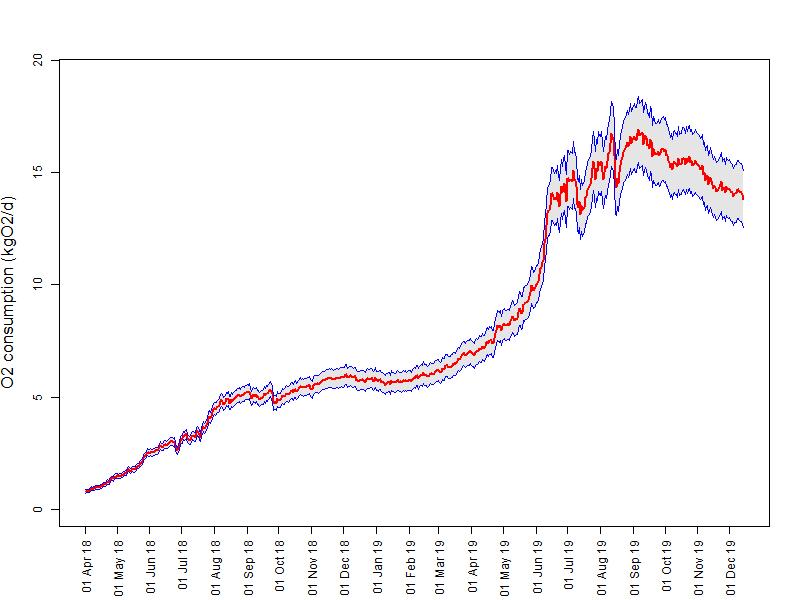 O2 consumption (kgO2/d)
20
15
10
5
0
01 Apr 18
01 May 18
01 Jun 18
01 Jul 18
01 Aug 18
01 Sep 18
01 Oct 18
01 Nov 18
01 Dec 18
01 Jan 19
01 Feb 19
01 Mar 19
01 Apr 19
01 May 19
01 Jun 19
01 Jul 19
01 Aug 19
01 Sep 19
01 Oct 19
01 Nov 19
01 Dec 19